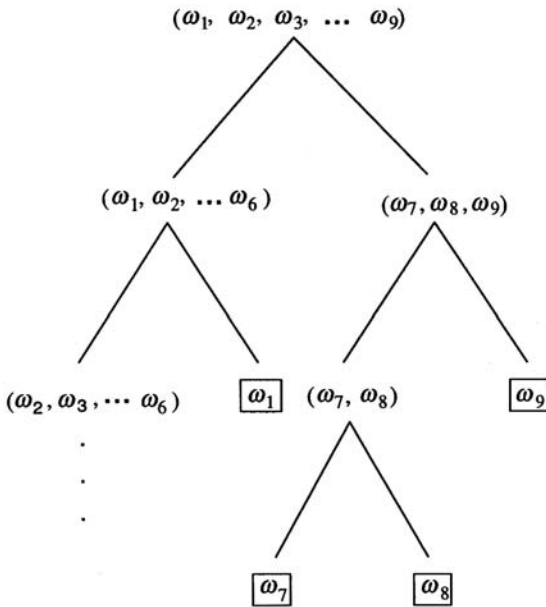 (ω₁, ω₂, ω₃, ... ω₉)
(ω₁, ω₂, ... ω₆) (ω₇, ω₈, ω₉)
(ω₂, ω₃, ... ω₆) ω₁ (ω₇, ω₈) ω₉
.
.
.
ω₇ ω₈